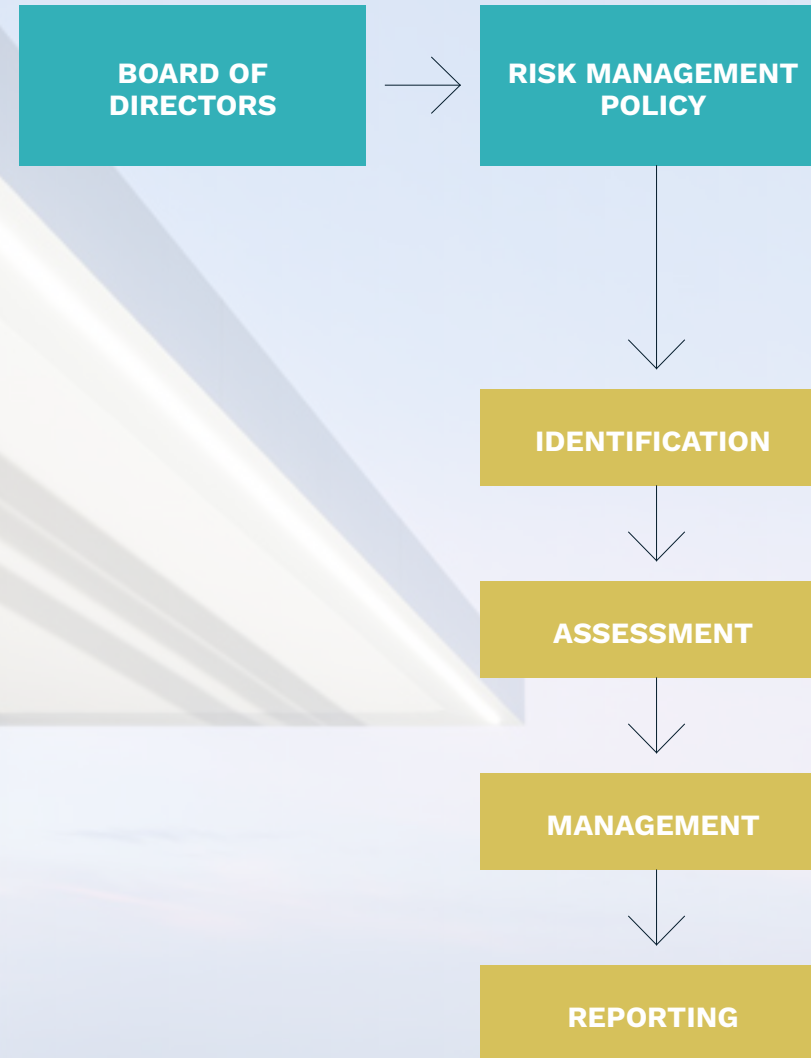 BOARD OF
DIRECTORS
RISK MANAGEMENT
POLICY
IDENTIFICATION
ASSESSMENT
MANAGEMENT
REPORTING